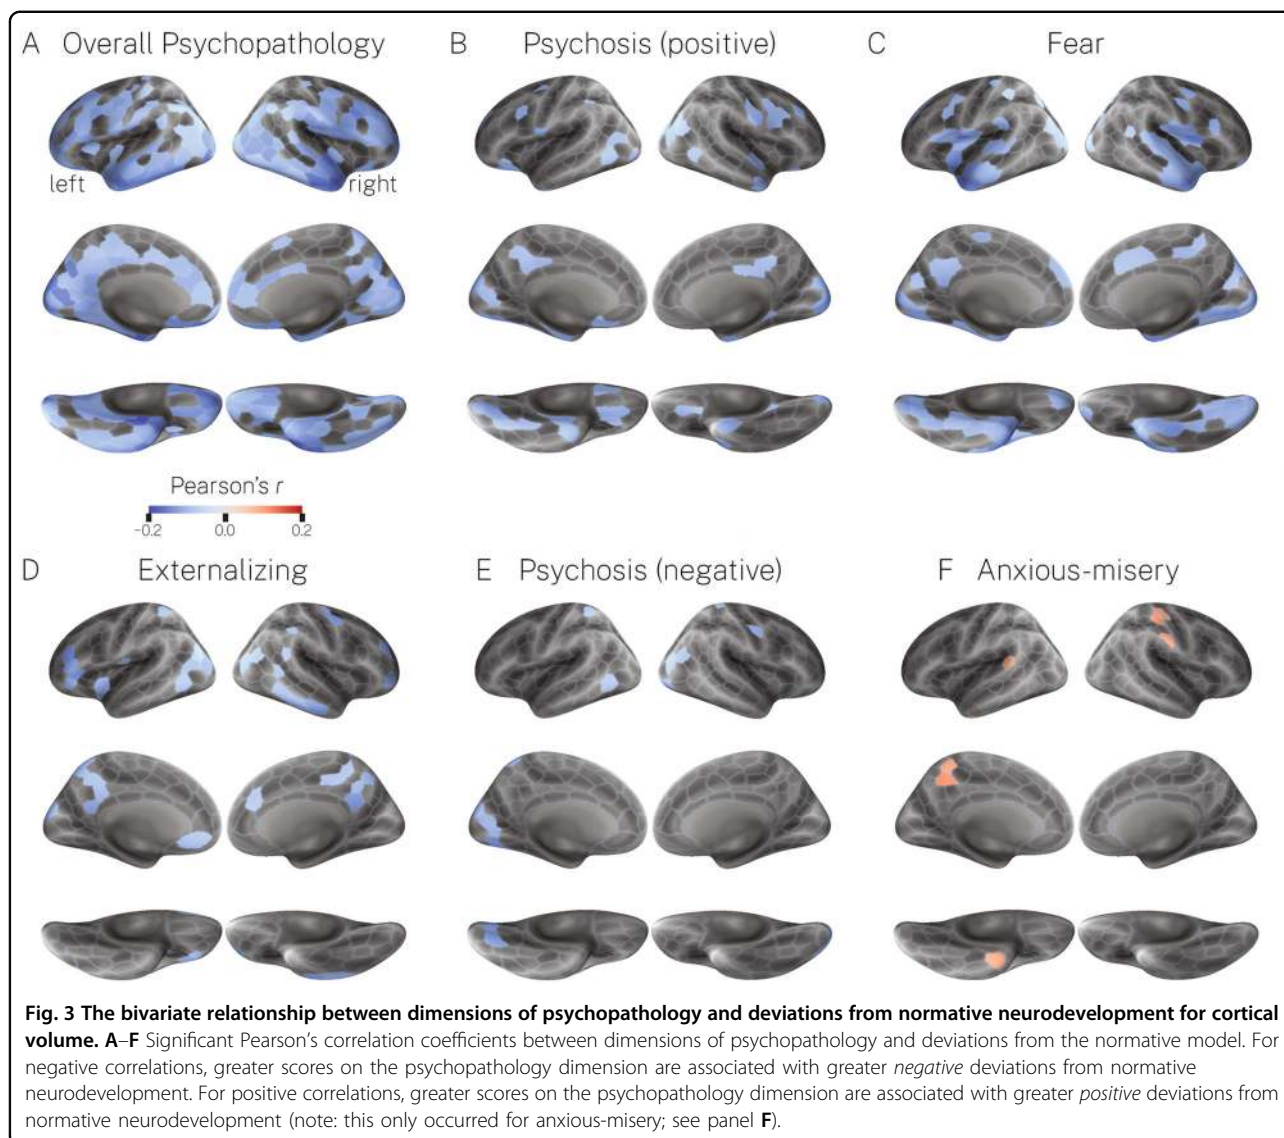 A Overall Psychopathology
B Psychosis (positive)
C Fear
left
right
Pearson's r
-0.2 0.0 0.2
D Externalizing
E Psychosis (negative)
F Anxious-misery
Fig. 3 The bivariate relationship between dimensions of psychopathology and deviations from normative neurodevelopment for cortical
volume. A–F Significant Pearson's correlation coefficients between dimensions of psychopathology and deviations from the normative model. For
negative correlations, greater scores on the psychopathology dimension are associated with greater negative deviations from normative
neurodevelopment. For positive correlations, greater scores on the psychopathology dimension are associated with greater positive deviations from
normative neurodevelopment (note: this only occurred for anxious-misery; see panel F).